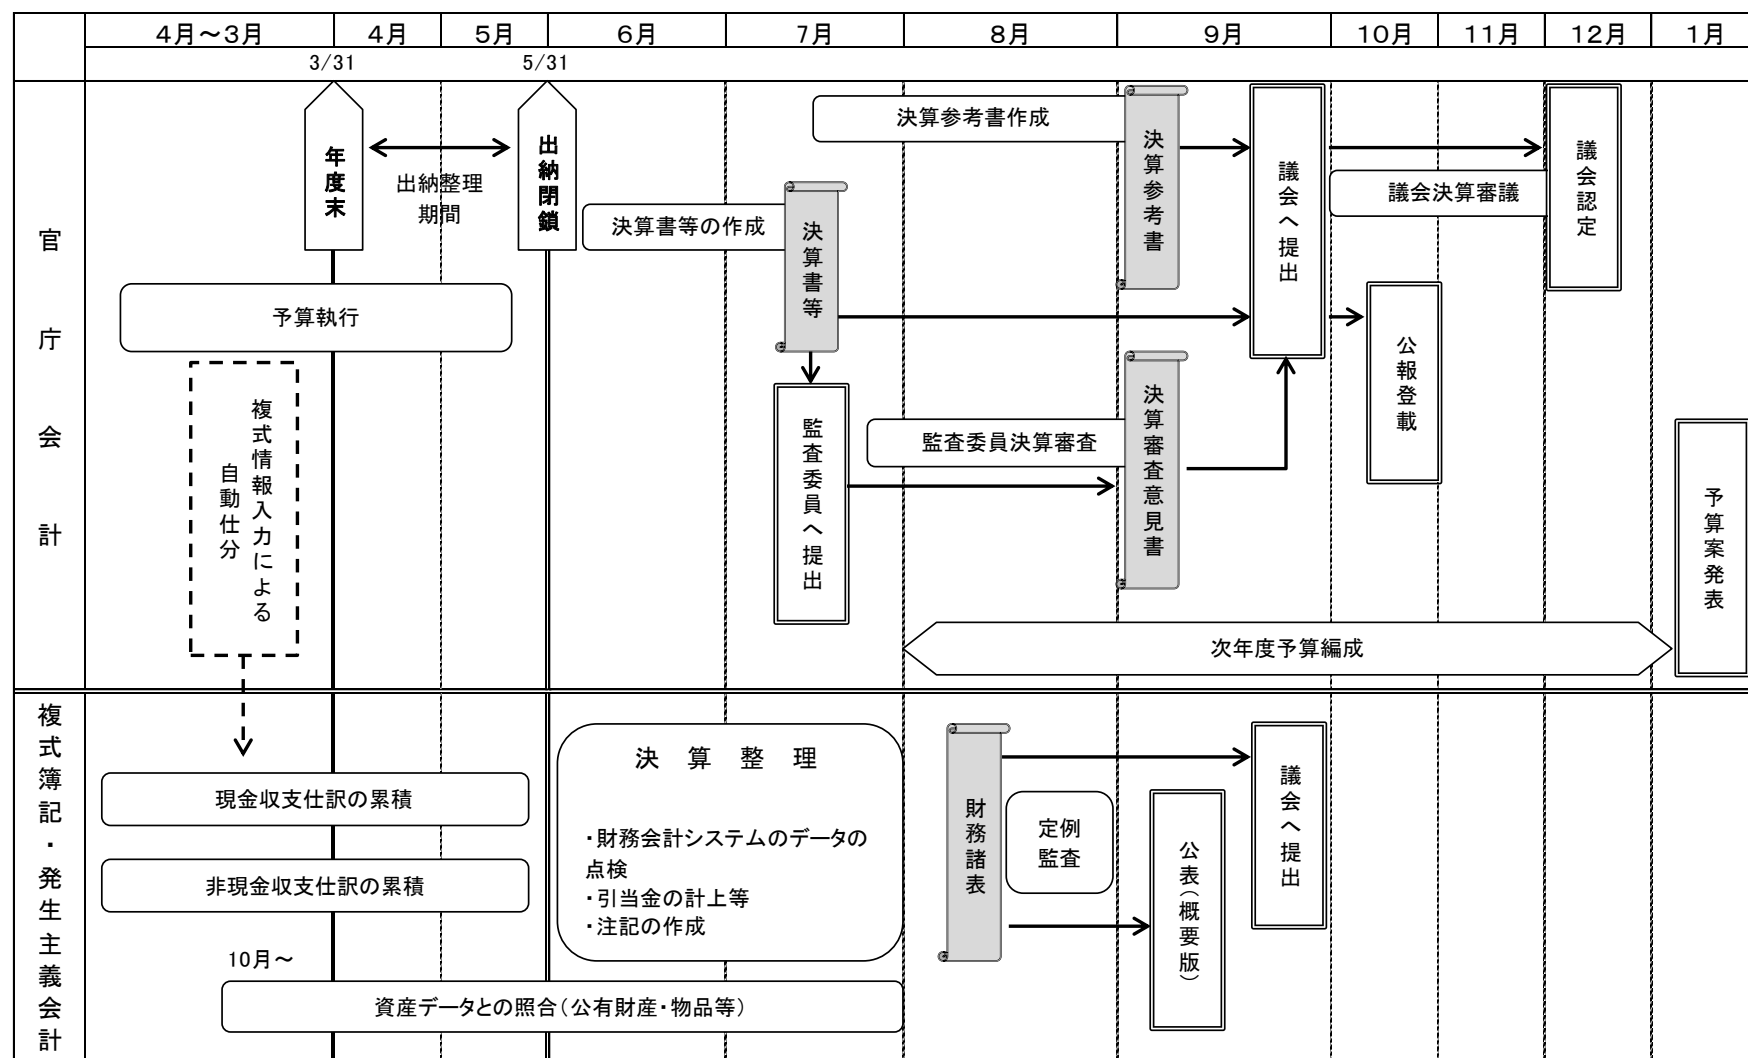 4月～3月
4月
5月
6月
7月
8月
9月
10月
11月
12月
1月
3/31
5/31
官庁会計
年度末
出納整理
期間
出納閉鎖
予算執行
複式情報入力による
自動仕分
決算書等の作成
決算書等
決算参考書作成
決算参考書
議会へ提出
議会決算審議
議会認定
公報登載
監査委員へ提出
監査委員決算審査
決算審査意見書
予算案発表
次年度予算編成
複式簿記・発生主義会計
現金収支仕訳の累積
非現金収支仕訳の累積
10月～
資産データとの照合(公有財産・物品等)
決 算 整 理
・財務会計システムのデータの
点検
・引当金の計上等
・注記の作成
財務諸表
定例
監査
公表(概要版)
議会へ提出